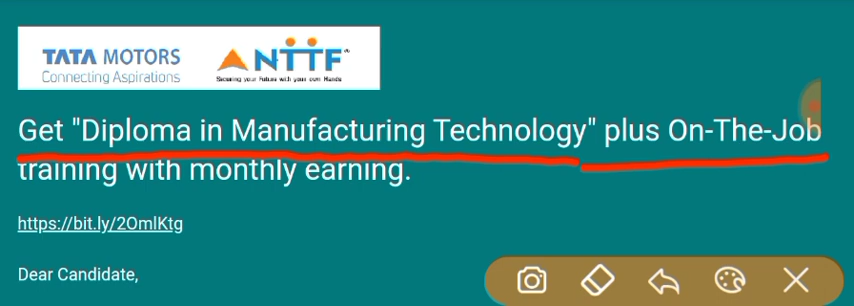 TATA MOTORS
Connecting Aspirations
NTTF
Securing your Future with your own Hands
Get "Diploma in Manufacturing Technology" plus On-The-Job
training with monthly earning.
https://bit.ly/2OmlKtg
Dear Candidate,